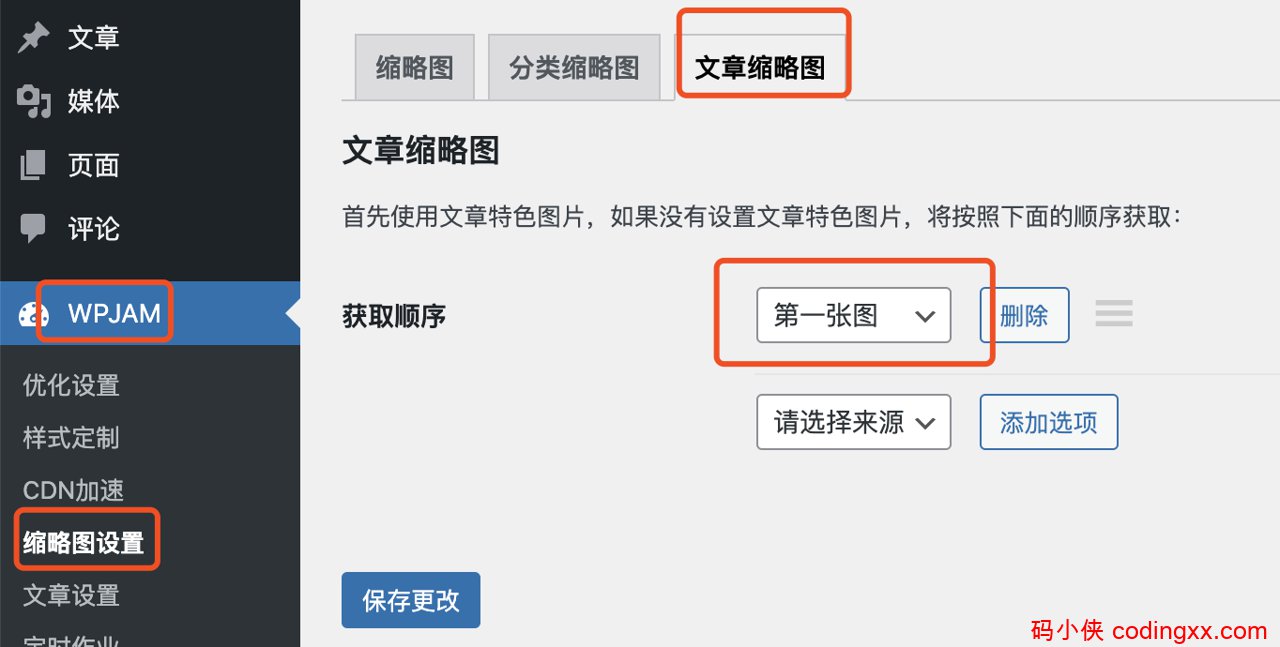 文章
媒体
页面
评论
WPJAM
优化设置
样式定制
CDN加速
缩略图设置
文章设置
定时作业
缩略图 分类缩略图 文章缩略图
文章缩略图
首先使用文章特色图片，如果没有设置文章特色图片，将按照下面的顺序获取：
获取顺序 第一张图 删除
请选择来源 添加选项
保存更改
码小侠 codingxx.com